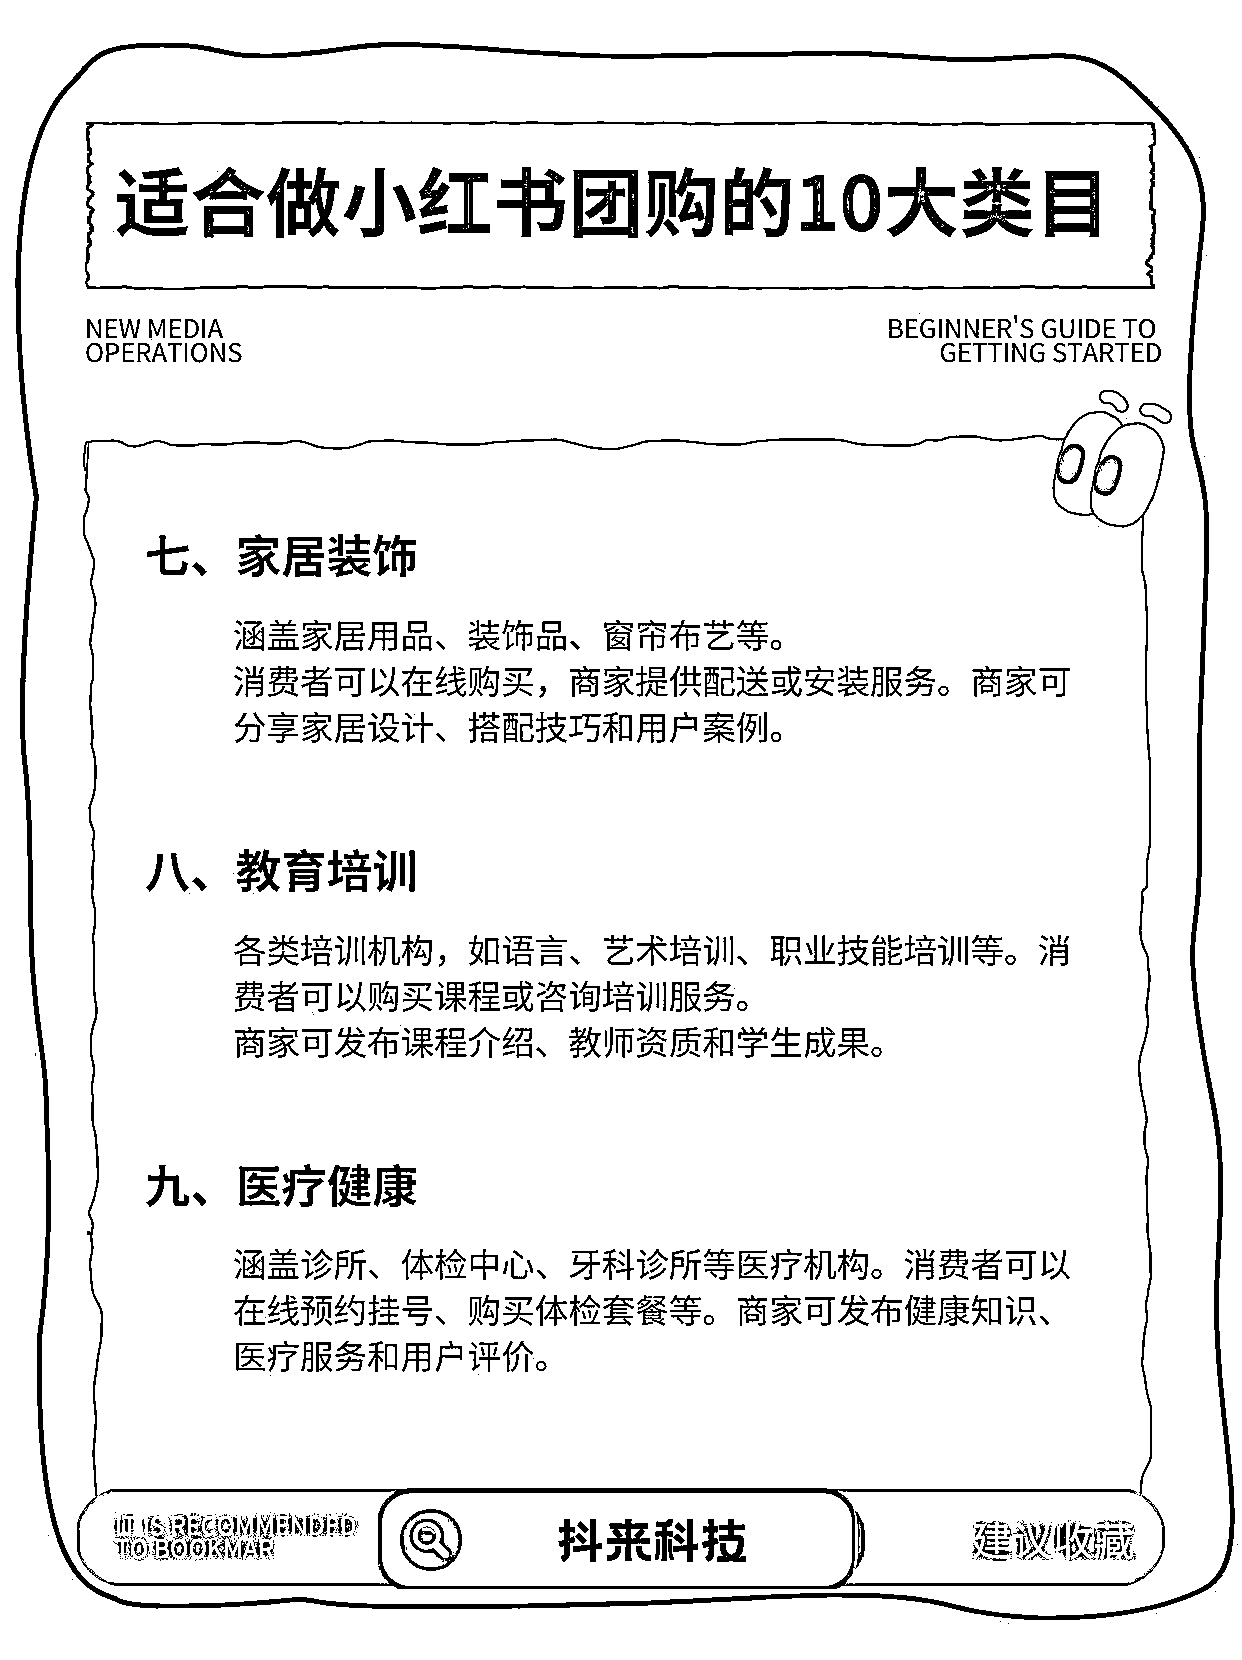 适合做小红书团购的10大类目
NEW MEDIA
OPERATIONS
BEGINNER'S GUIDE TO
GETTING STARTED
七、家居装饰
涵盖家居用品、装饰品、窗帘布艺等。
消费者可以在线购买，商家提供配送或安装服务。商家可
分享家居设计、搭配技巧和用户案例。
八、教育培训
各类培训机构，如语言、艺术培训、职业技能培训等。消
费者可以购买课程或咨询培训服务。
商家可发布课程介绍、教师资质和学生成果。
九、医疗健康
涵盖诊所、体检中心、牙科诊所等医疗机构。消费者可以
在线预约挂号、购买体检套餐等。商家可发布健康知识、
医疗服务和用户评价。
IT IS RECOMMENDED
TO BOOKMAR
抖来科技
建议收藏